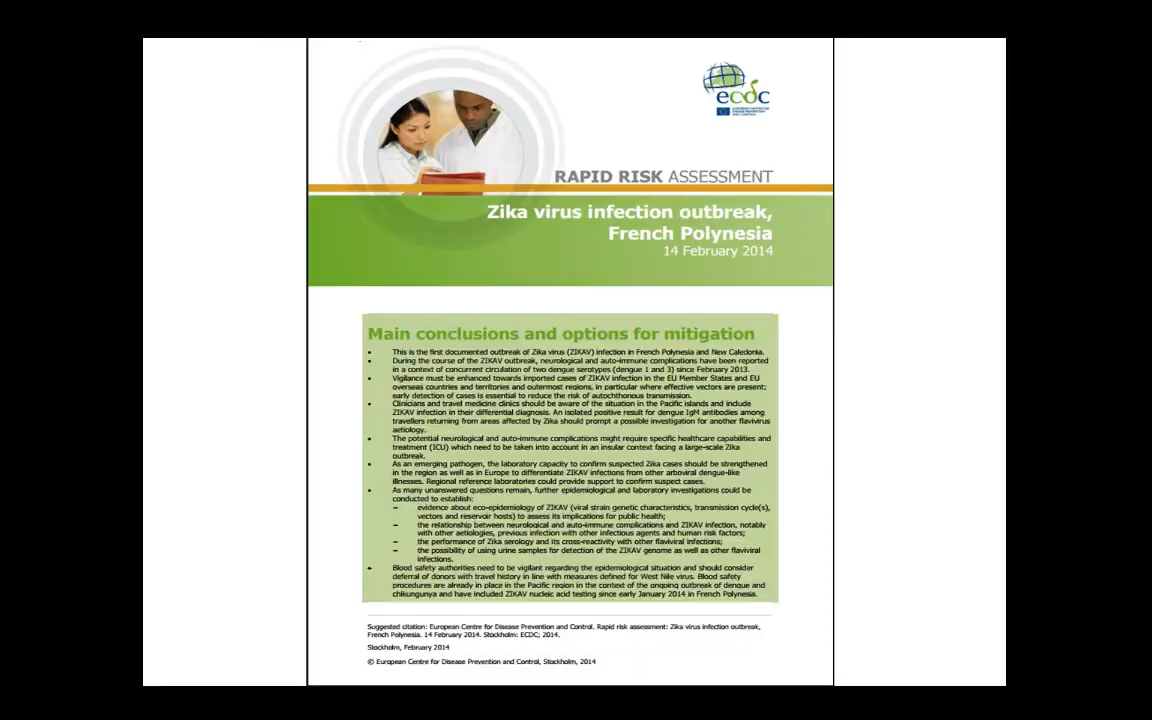 ecdc
EUROPEAN CENTRE FOR
DISEASE PREVENTION
AND CONTROL
RAPID RISK ASSESSMENT
Zika virus infection outbreak,
French Polynesia
14 February 2014
Main conclusions and options for mitigation
• This is the first documented outbreak of Zika virus (ZIKAV) infection in French Polynesia and New Caledonia.
• During the course of the ZIKAV outbreak, neurological and auto-immune complications have been reported
in a context of concurrent circulation of two dengue serotypes (dengue 1 and 3) since February 2013.
• Vigilance must be enhanced towards imported cases of ZIKAV infection in the EU Member States and EU
overseas countries and territories and outermost regions, in particular where effective vectors are present;
early detection of cases is essential to reduce the risk of autochthonous transmission.
• Clinicians and travel medicine clinics should be aware of the situation in the Pacific islands and include
ZIKAV infection in their differential diagnosis. An isolated positive result for dengue IgM antibodies among
travellers returning from areas affected by Zika should prompt a possible investigation for another flavivirus
aetiology.
• The potential neurological and auto-immune complications might require specific healthcare capabilities and
treatment (ICU) which need to be taken into account in an insular context facing a large-scale Zika
outbreak.
• As an emerging pathogen, the laboratory capacity to confirm suspected Zika cases should be strengthened
in the region as well as in Europe to differentiate ZIKAV infections from other arboviral dengue-like
illnesses. Regional reference laboratories could provide support to confirm suspect cases.
• As many unanswered questions remain, further epidemiological and laboratory investigations could be
conducted to establish:
− evidence about eco-epidemiology of ZIKAV (viral strain genetic characteristics, transmission cycle(s),
vectors and reservoir hosts) to assess its implications for public health;
− the relationship between neurological and auto-immune complications and ZIKAV infection, notably
with other aetiologies, previous infection with other infectious agents and human risk factors;
− the performance of Zika serology and its cross-reactivity with other flaviviral infections;
− the possibility of using urine samples for detection of the ZIKAV genome as well as other flaviviral
infections.
• Blood safety authorities need to be vigilant regarding the epidemiological situation and should consider
deferral of donors with travel history in line with measures defined for West Nile virus. Blood safety
procedures are already in place in the Pacific region in the context of the ongoing outbreak of dengue and
chikungunya and have included ZIKAV nucleic acid testing since early January 2014 in French Polynesia.
Suggested citation: European Centre for Disease Prevention and Control. Rapid risk assessment: Zika virus infection outbreak,
French Polynesia. 14 February 2014. Stockholm: ECDC; 2014.
Stockholm, February 2014
© European Centre for Disease Prevention and Control, Stockholm, 2014